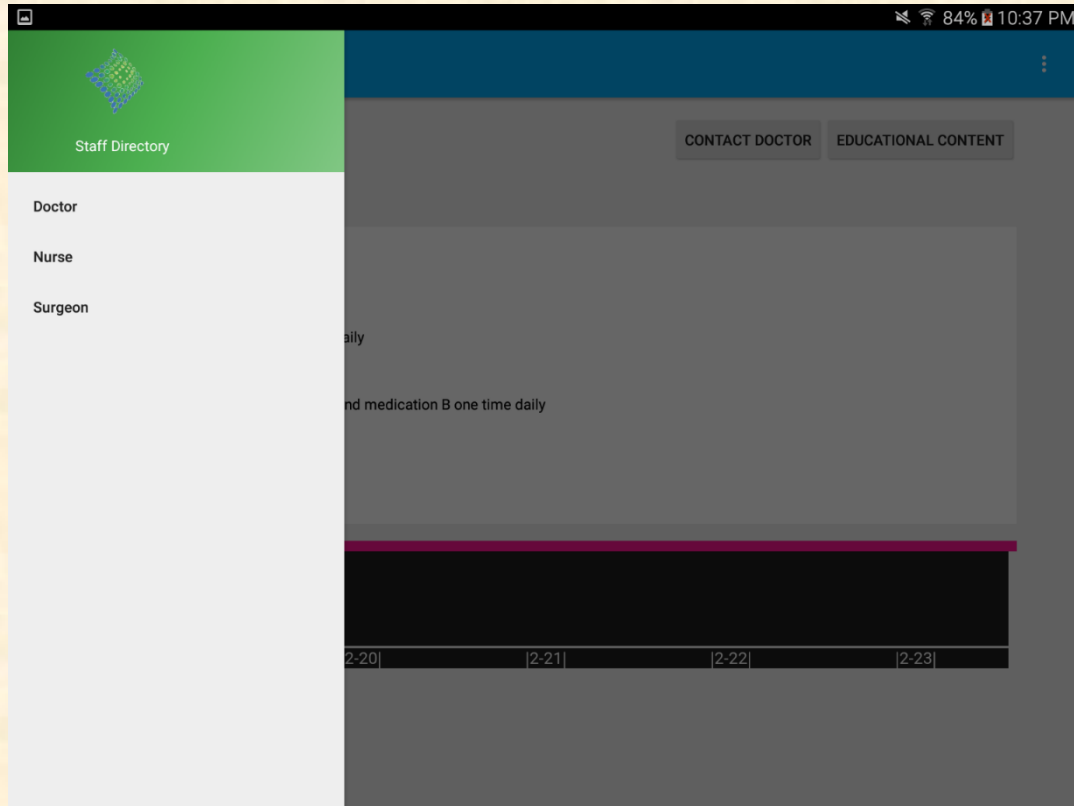 84% 10:37 PM
Staff Directory
CONTACT DOCTOR EDUCATIONAL CONTENT
Doctor
Nurse
Surgeon
aily
nd medication B one time daily
2-20| |2-21| |2-22| |2-23|